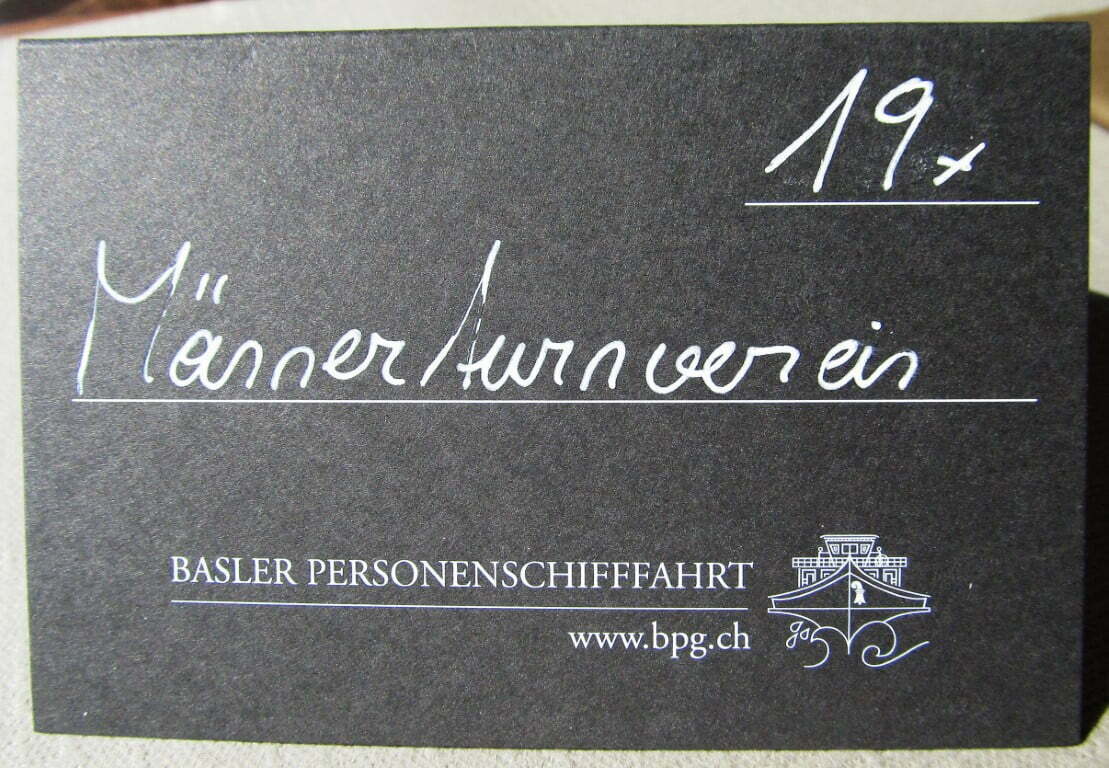 19x
Männerturnverein
BASLER PERSONENSCHIFFFAHRT
www.bpg.ch